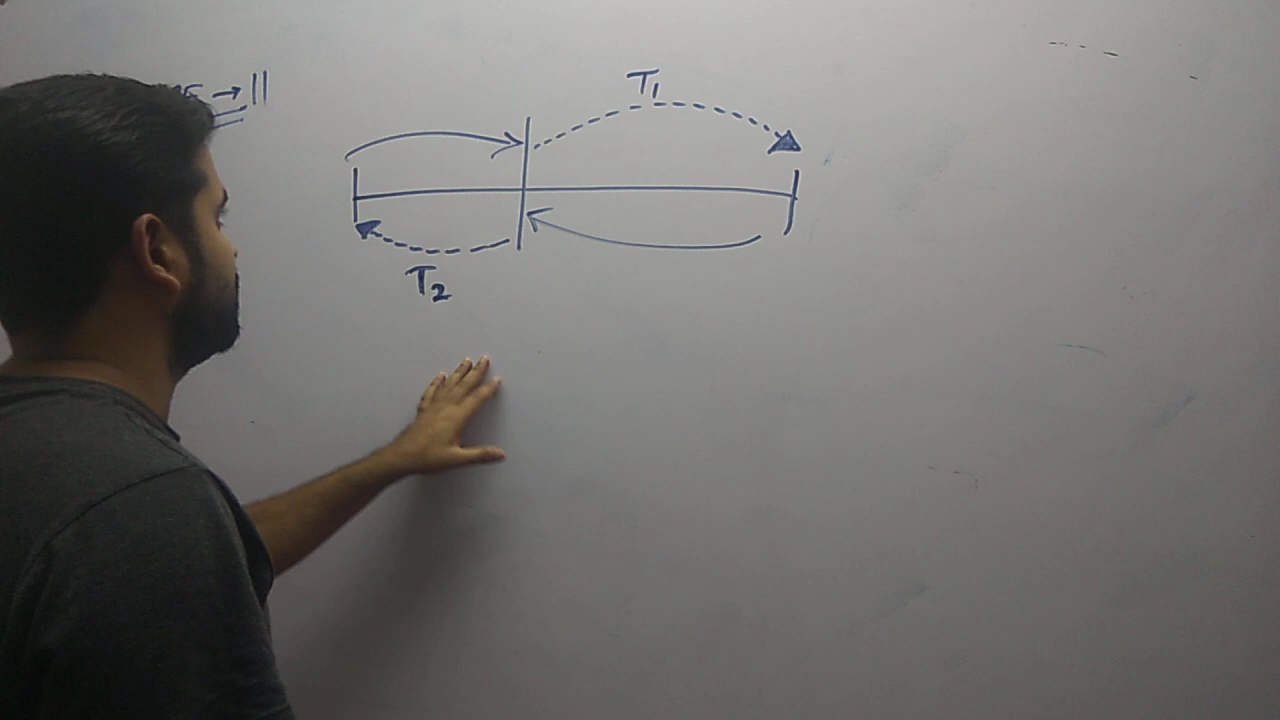 → ||
T₁
T₂